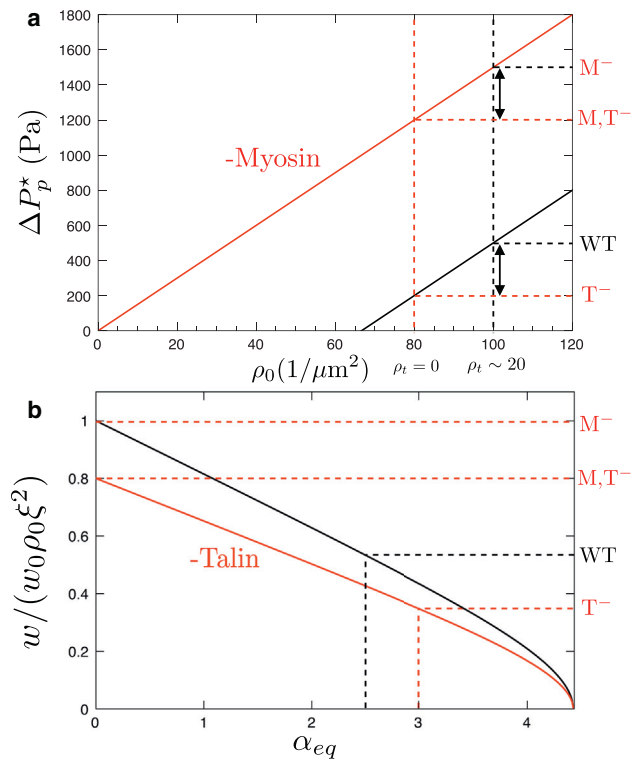 a
1800
1600
1400
1200
1000
800
600
400
200
0
ΔP*p (Pa)
-Myosin
M⁻
M,T⁻
WT
T⁻
0 20 40 60 80 100 120
ρ₀(1/μm²)
ρₜ = 0
ρₜ ∼ 20
b
1
0.8
0.6
0.4
0.2
0
w/(w₀ρ₀ξ²)
-Talin
M⁻
M,T⁻
WT
T⁻
0 1 2 3 4
αeq